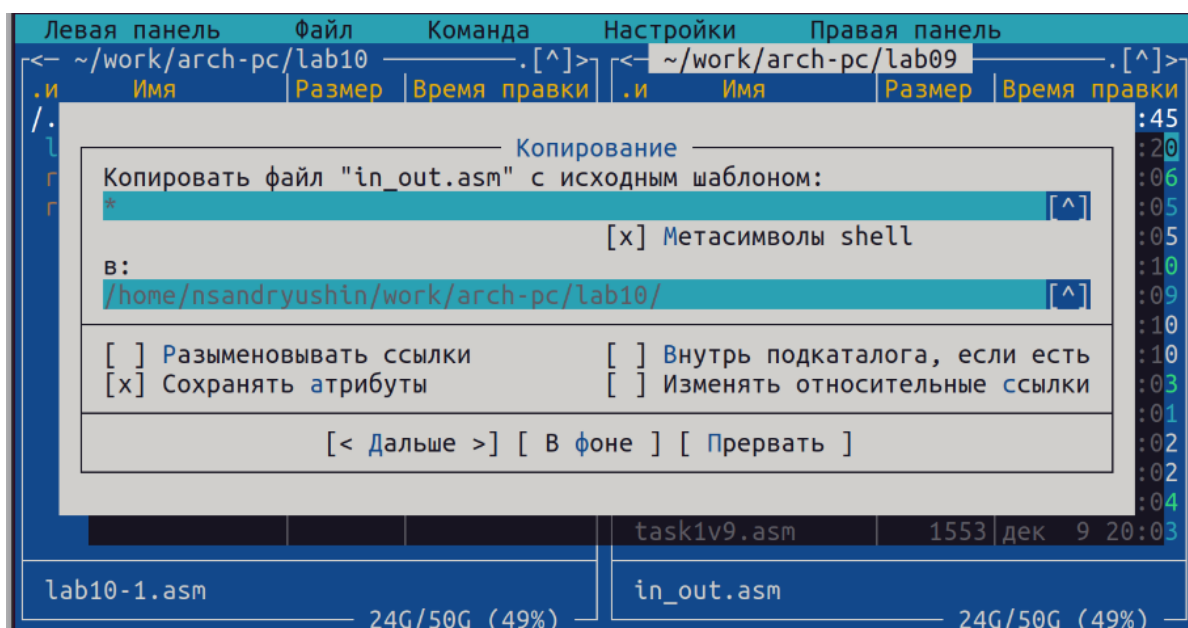 Левая панель Файл Команда Настройки Правая панель
<─ ~/work/arch-pc/lab10 ─.[^]> <─ ~/work/arch-pc/lab09 ─.[^]>
.и Имя Размер Время правки .и Имя Размер Время правки
/. :45
l :20
г :06
г :05
Копирование
Копировать файл "in_out.asm" с исходным шаблоном:
* [^]
[x] Метасимволы shell :05
в: :10
/home/nsandryushin/work/arch-pc/lab10/ [^] :09
:10
[ ] Разыменовывать ссылки [ ] Внутрь подкаталога, если есть :10
[x] Сохранять атрибуты [ ] Изменять относительные ссылки :03
:01
[< Дальше >] [ В фоне ] [ Прервать ] :02
:02
:04
task1v9.asm 1553 дек 9 20:03
lab10-1.asm in_out.asm
24G/50G (49%) 24G/50G (49%)